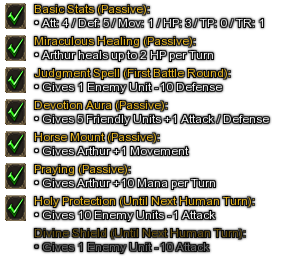 Basic Stats (Passive):
• Att: 4 / Def: 5 / Mov: 1 / HP: 3 / TP: 0 / TR: 1
Miraculous Healing (Passive):
• Arthur heals up to 2 HP per Turn
Judgment Spell (First Battle Round):
• Gives 1 Enemy Unit -10 Defense
Devotion Aura (Passive):
• Gives 5 Friendly Units +1 Attack / Defense
Horse Mount (Passive):
• Gives Arthur +1 Movement
Praying (Passive):
• Gives Arthur +10 Mana per Turn
Holy Protection (Until Next Human Turn):
• Gives 10 Enemy Units -1 Attack
Divine Shield (Until Next Human Turn):
• Gives 1 Enemy Unit -10 Attack